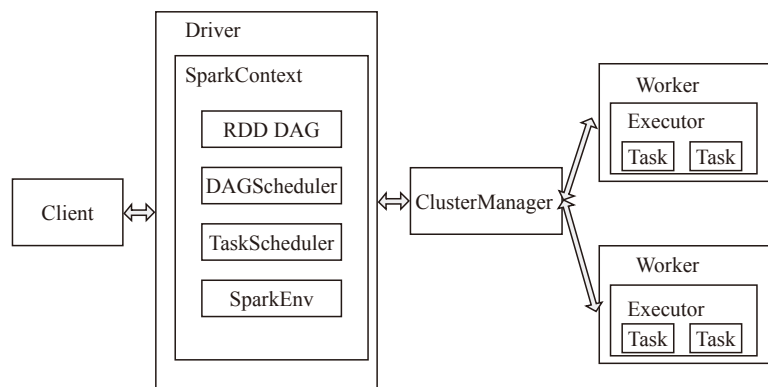 Driver
SparkContext
RDD DAG
DAGScheduler
TaskScheduler
SparkEnv
Client
ClusterManager
Worker
Executor
Task Task
Worker
Executor
Task Task